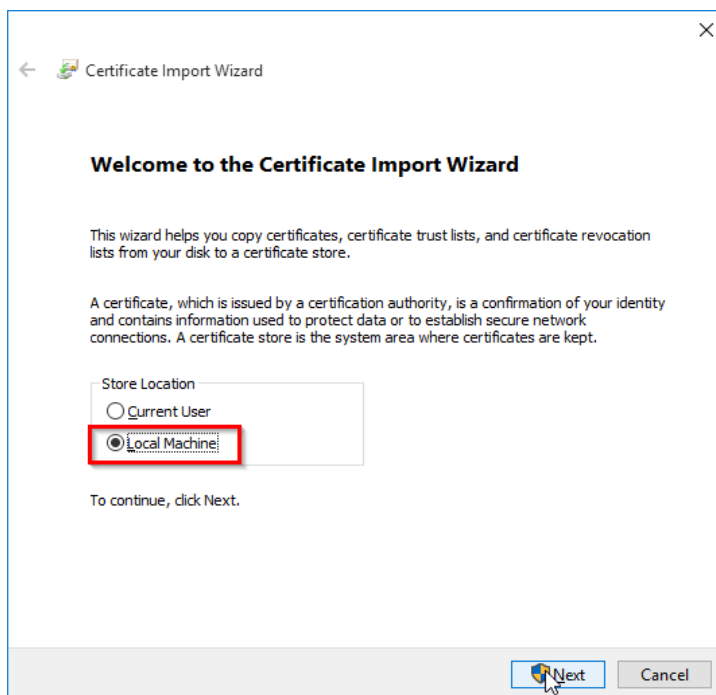 Certificate Import Wizard
Welcome to the Certificate Import Wizard
This wizard helps you copy certificates, certificate trust lists, and certificate revocation
lists from your disk to a certificate store.
A certificate, which is issued by a certification authority, is a confirmation of your identity
and contains information used to protect data or to establish secure network
connections. A certificate store is the system area where certificates are kept.
Store Location
Current User
Local Machine
To continue, click Next.
Next
Cancel